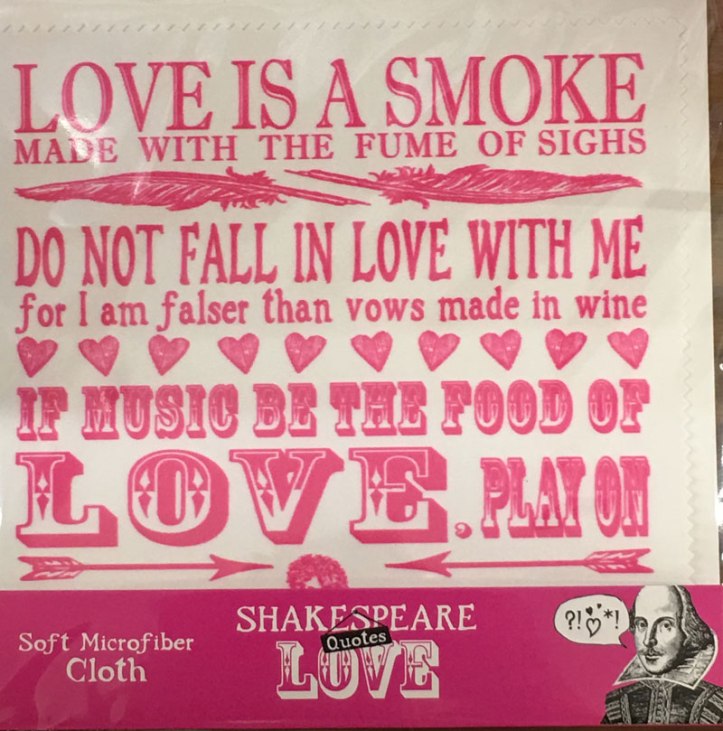 LOVE IS A SMOKE
MADE WITH THE FUME OF SIGHS
DO NOT FALL IN LOVE WITH ME
for I am falser than vows made in wine
IF MUSIC BE THE FOOD OF
LOVE, PLAY ON
SHAKESPEARE
Quotes
LOVE
Soft Microfiber
Cloth
?! *!